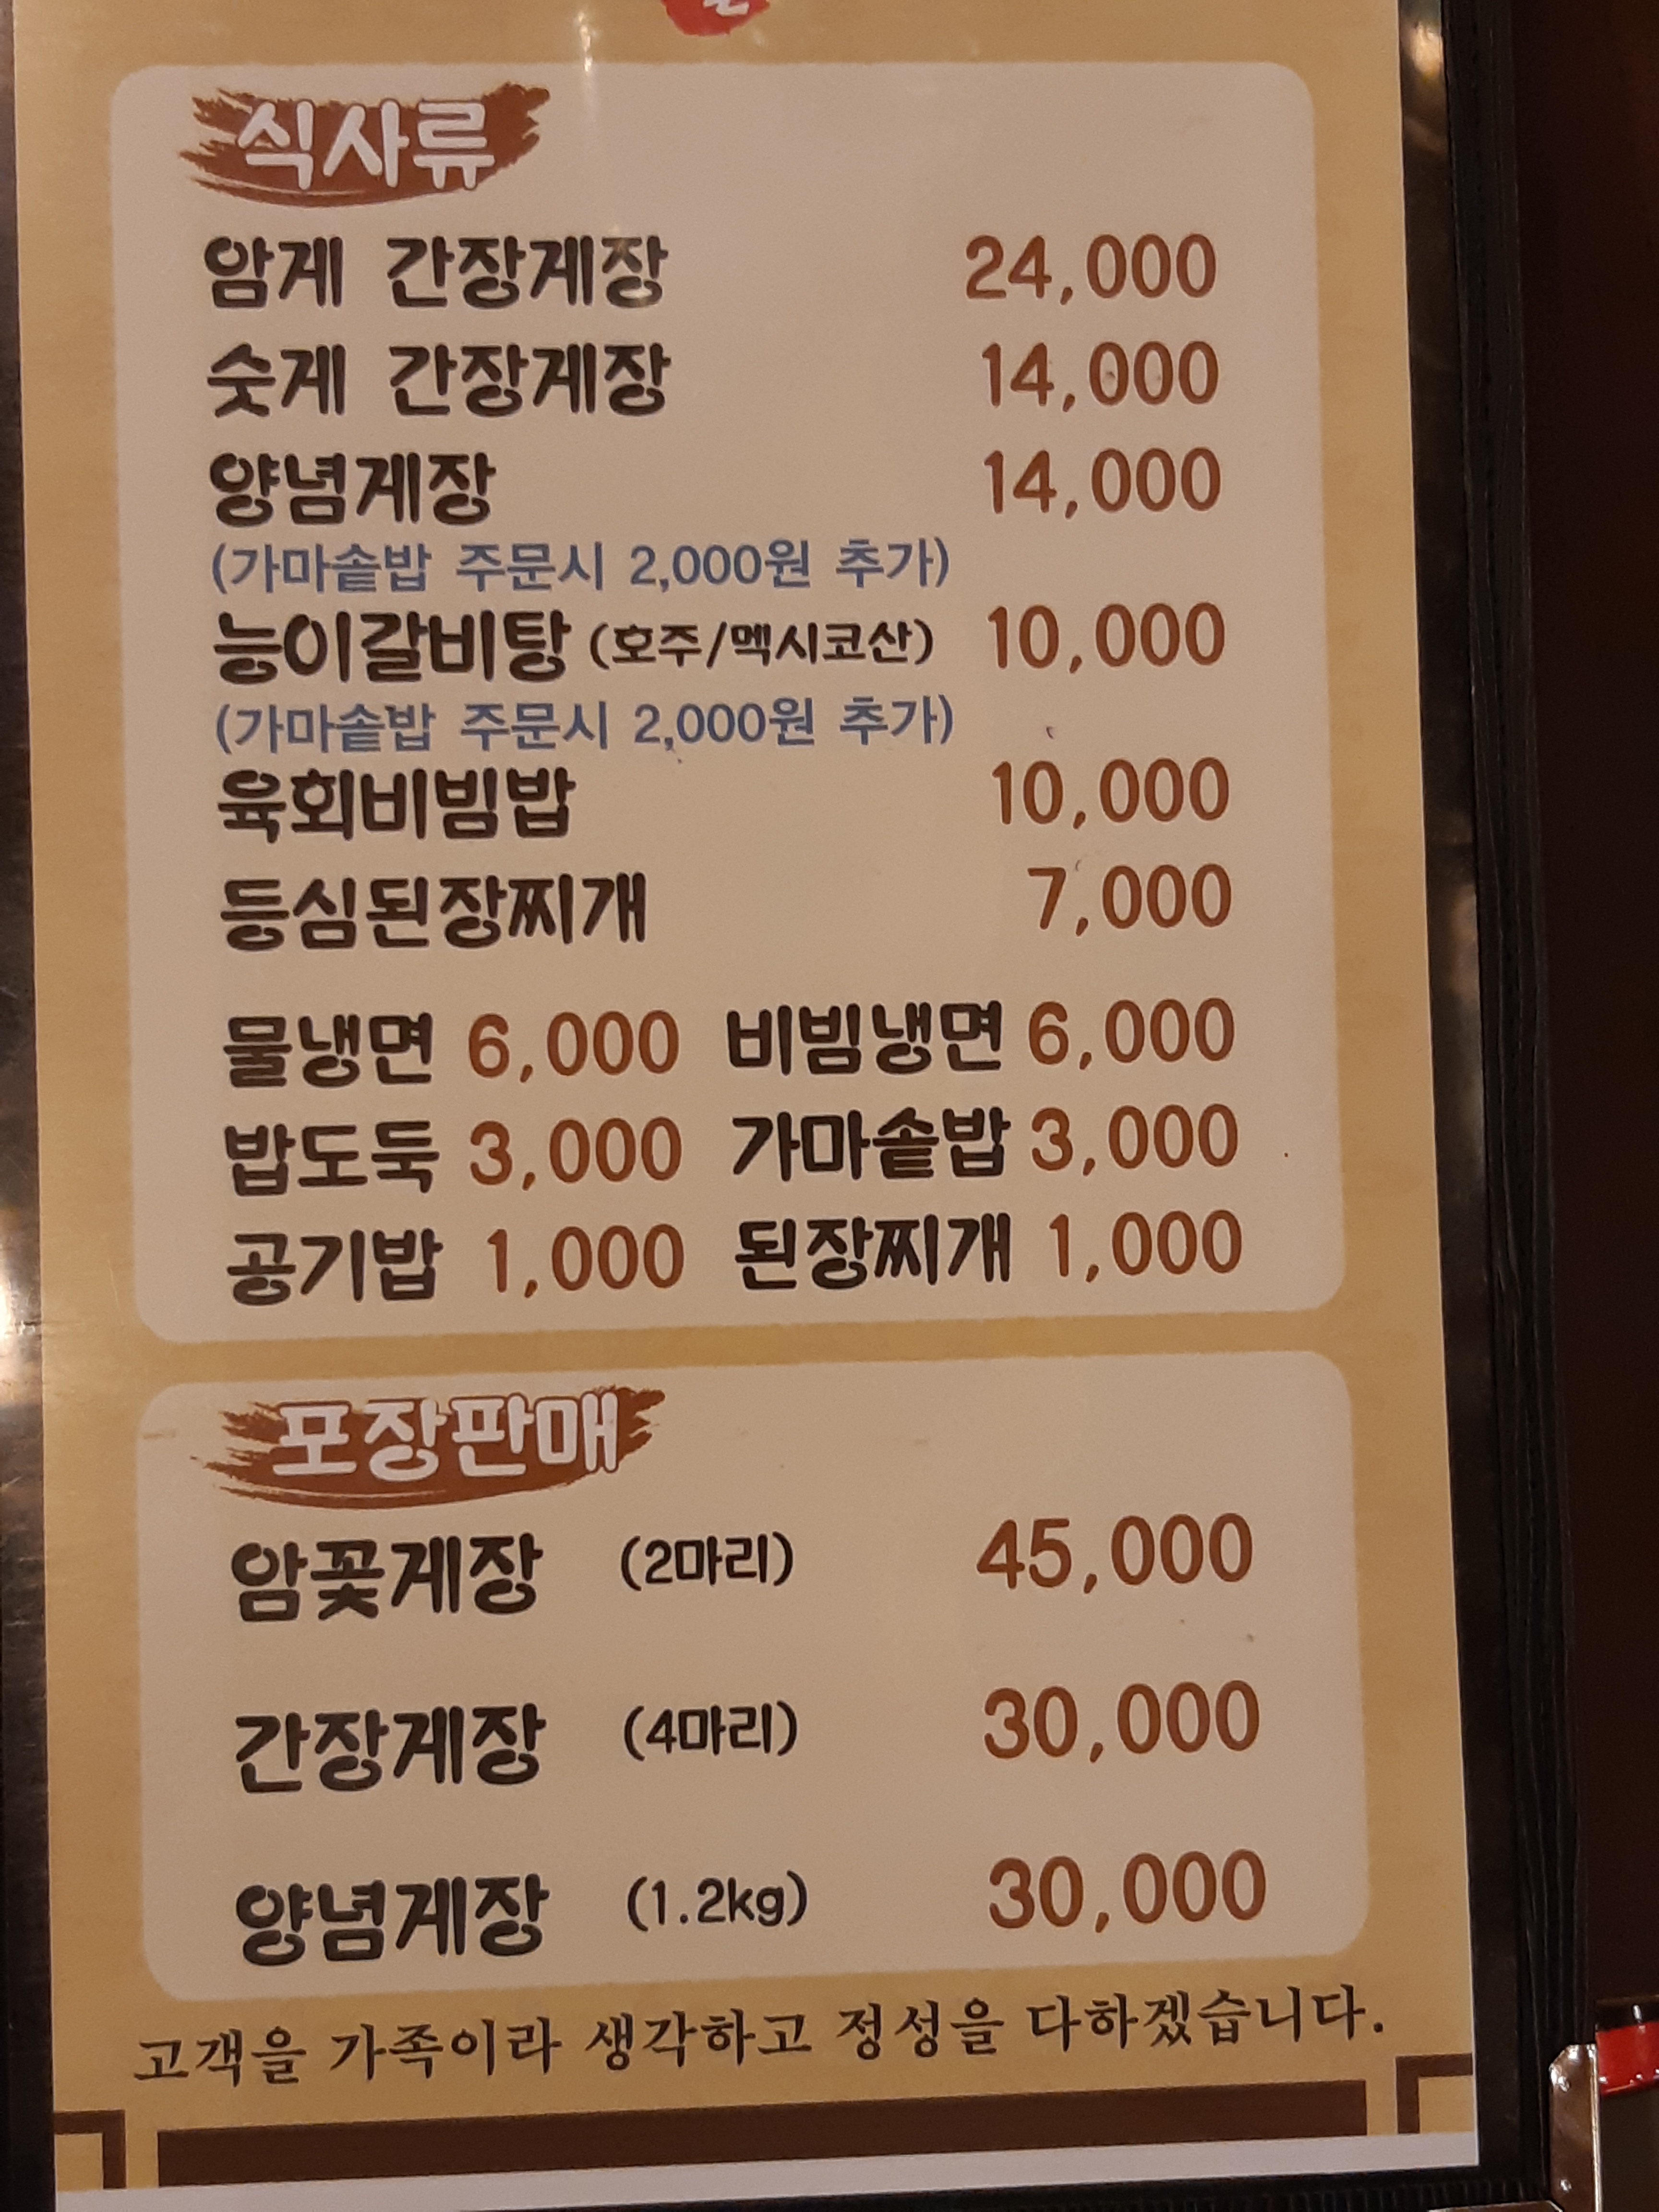 식사류
암게 간장게장 24,000
숫게 간장게장 14,000
양념게장 14,000
(가마솥밥 주문시 2,000원 추가)
능이갈비탕 (호주/멕시코산) 10,000
(가마솥밥 주문시 2,000원 추가)
육회비빔밥 10,000
등심된장찌개 7,000
물냉면 6,000 비빔냉면 6,000
밥도둑 3,000 가마솥밥 3,000
공기밥 1,000 된장찌개 1,000
포장판매
암꽃게장 (2마리) 45,000
간장게장 (4마리) 30,000
양념게장 (1.2kg) 30,000
고객을 가족이라 생각하고 정성을 다하겠습니다.